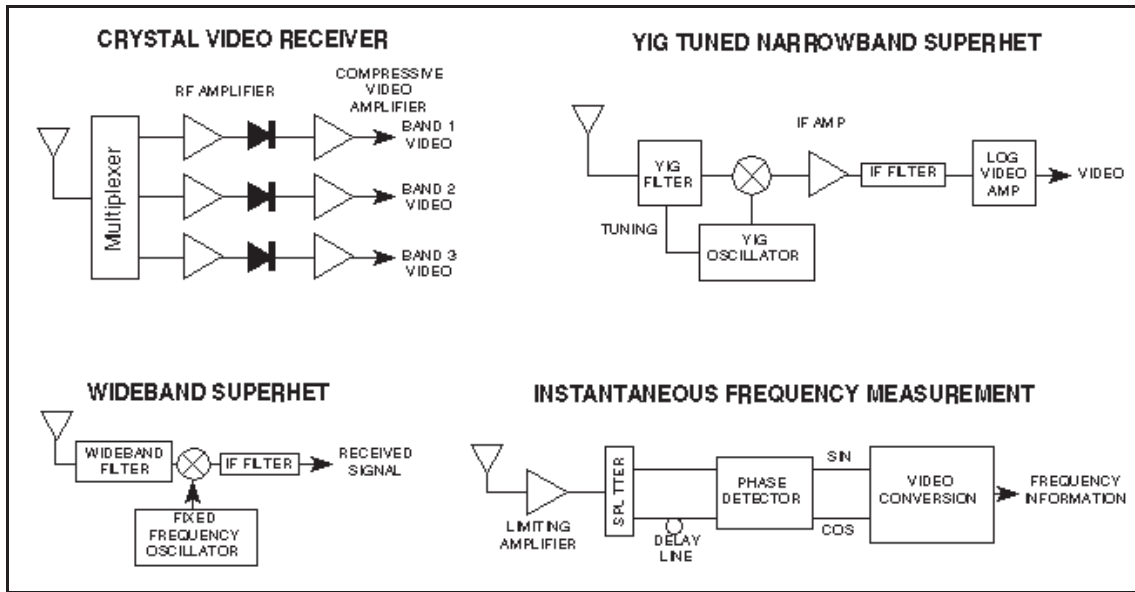 CRYSTAL VIDEO RECEIVER
RF AMPLIFIER
COMPRESSIVE
VIDEO
AMPLIFIER
Multiplexer
BAND 1
VIDEO
BAND 2
VIDEO
BAND 3
VIDEO
YIG TUNED NARROWBAND SUPERHET
IF AMP
YIG
FILTER
IF FILTER
LOG
VIDEO
AMP
VIDEO
TUNING
YIG
OSCILLATOR
WIDEBAND SUPERHET
WIDEBAND
FILTER
IF FILTER
RECEIVED
SIGNAL
FIXED
FREQUENCY
OSCILLATOR
INSTANTANEOUS FREQUENCY MEASUREMENT
LIMITING
AMPLIFIER
SPLITTER
DELAY
LINE
PHASE
DETECTOR
SIN
COS
VIDEO
CONVERSION
FREQUENCY
INFORMATION